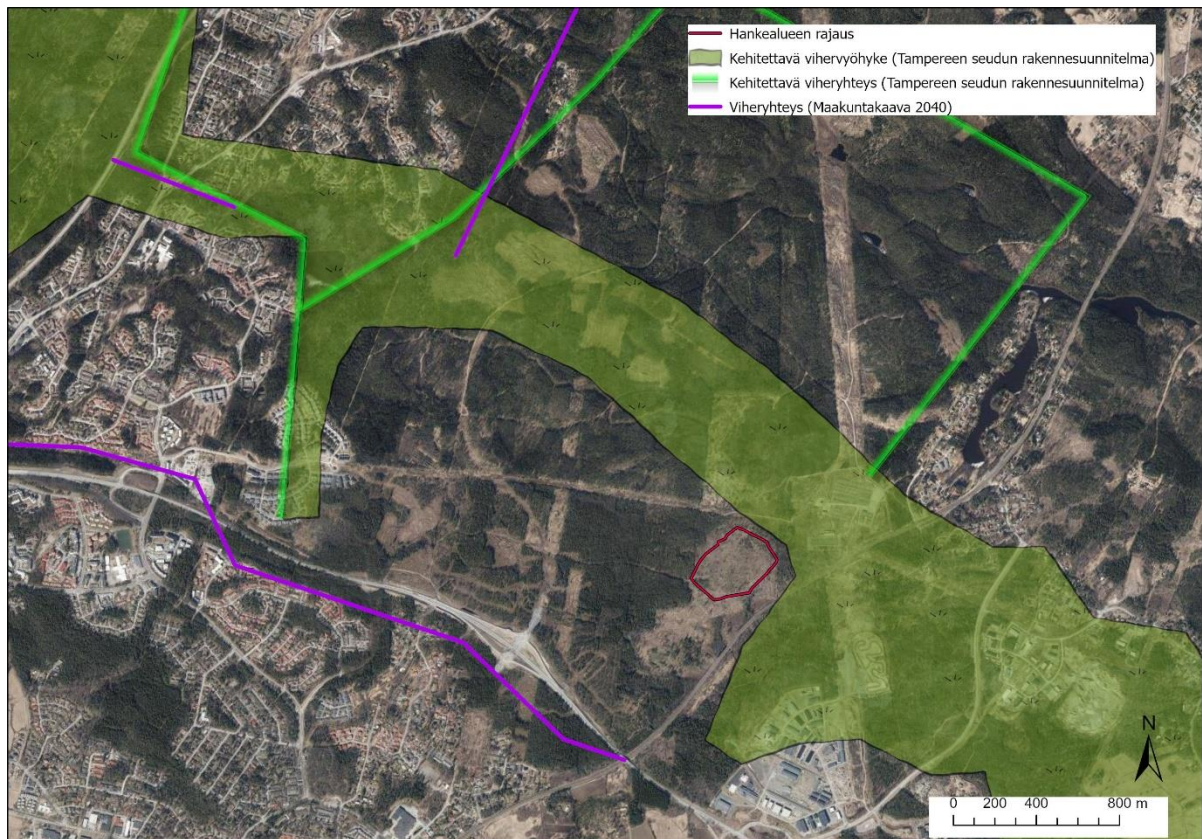 Hankealueen rajaus
Kehitettävä vihervyöhyke (Tampereen seudun rakennesuunnitelma)
Kehitettävä viheryhteys (Tampereen seudun rakennesuunnitelma)
Viheryhteys (Maakuntakaava 2040)
N
0 200 400 800 m